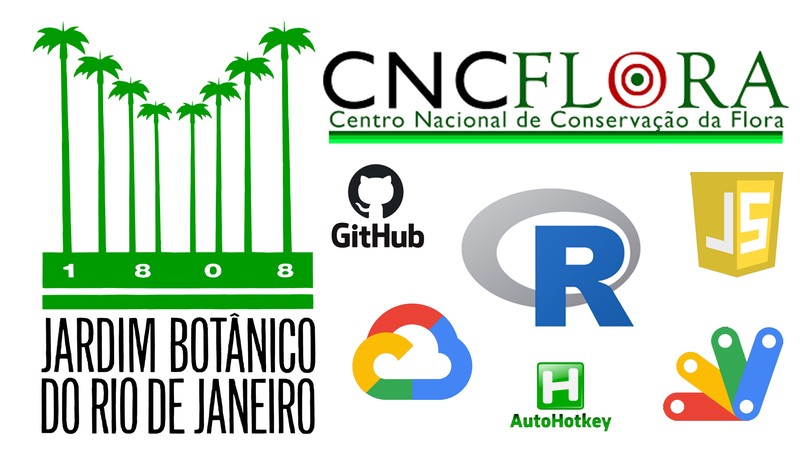 1 8 0 8
JARDIM BOTÂNICO
DO RIO DE JANEIRO
CNCFLORA
Centro Nacional de Conservação da Flora
GitHub
R
JS
H
AutoHotkey